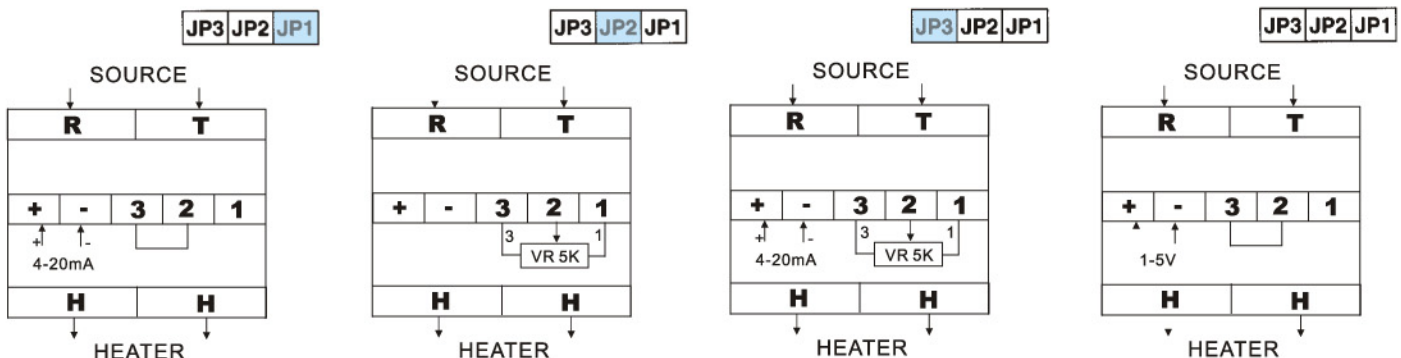 JP3 JP2 JP1
SOURCE
R T
+ - 3 2 1
+ -
4-20mA
H H
HEATER
JP3 JP2 JP1
SOURCE
R T
+ - 3 2 1
3 1
VR 5K
H H
HEATER
JP3 JP2 JP1
SOURCE
R T
+ - 3 2 1
+ - 3 1
4-20mA VR 5K
H H
HEATER
JP3 JP2 JP1
SOURCE
R T
+ - 3 2 1
1-5V
H H
HEATER